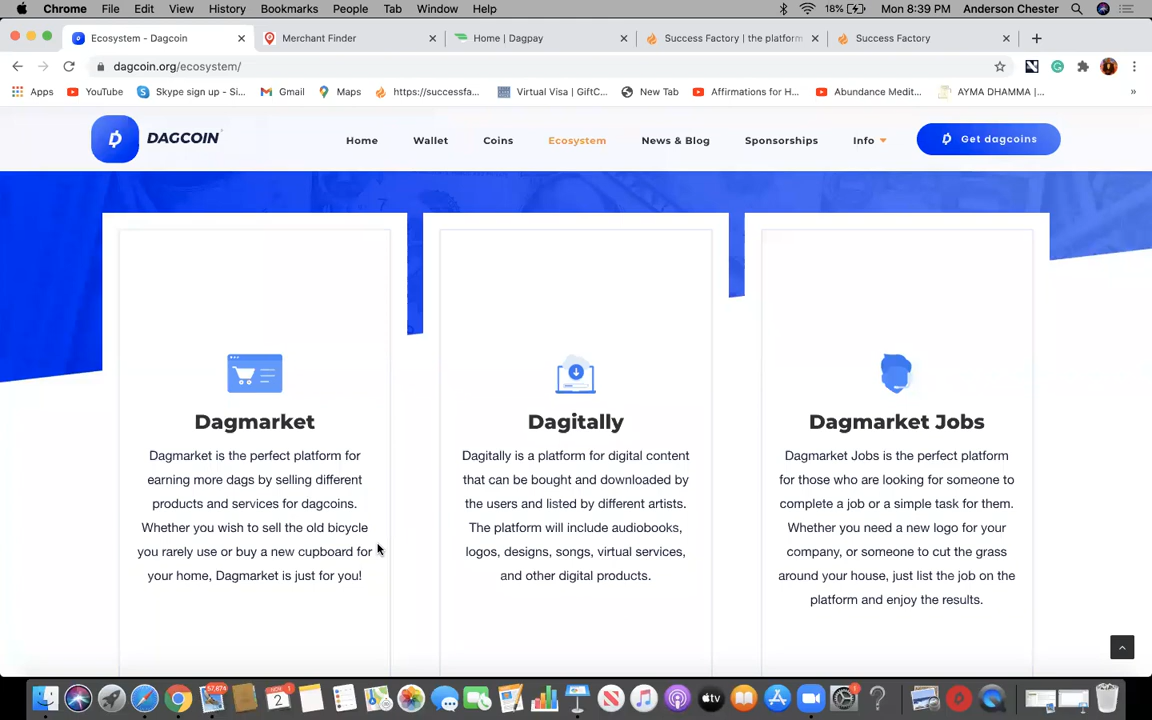 Chrome File Edit View History Bookmarks People Tab Window Help 18% Mon 8:39 PM Anderson Chester
Ecosystem - Dagcoin Merchant Finder Home | Dagpay Success Factory | the platform Success Factory
dagcoin.org/ecosystem/
Apps YouTube Skype sign up - Si... Gmail Maps https://successfa... Virtual Visa | GiftC... New Tab Affirmations for H... Abundance Medit... AYMA DHAMMA |... »
DAGCOIN Home Wallet Coins Ecosystem News & Blog Sponsorships Info Get dagcoins
Dagmarket
Dagmarket is the perfect platform for
earning more dags by selling different
products and services for dagcoins.
Whether you wish to sell the old bicycle
you rarely use or buy a new cupboard for
your home, Dagmarket is just for you!
Dagitally
Dagitally is a platform for digital content
that can be bought and downloaded by
the users and listed by different artists.
The platform will include audiobooks,
logos, designs, songs, virtual services,
and other digital products.
Dagmarket Jobs
Dagmarket Jobs is the perfect platform
for those who are looking for someone to
complete a job or a simple task for them.
Whether you need a new logo for your
company, or someone to cut the grass
around your house, just list the job on the
platform and enjoy the results.
57,874 NOV 2 1 tv 1